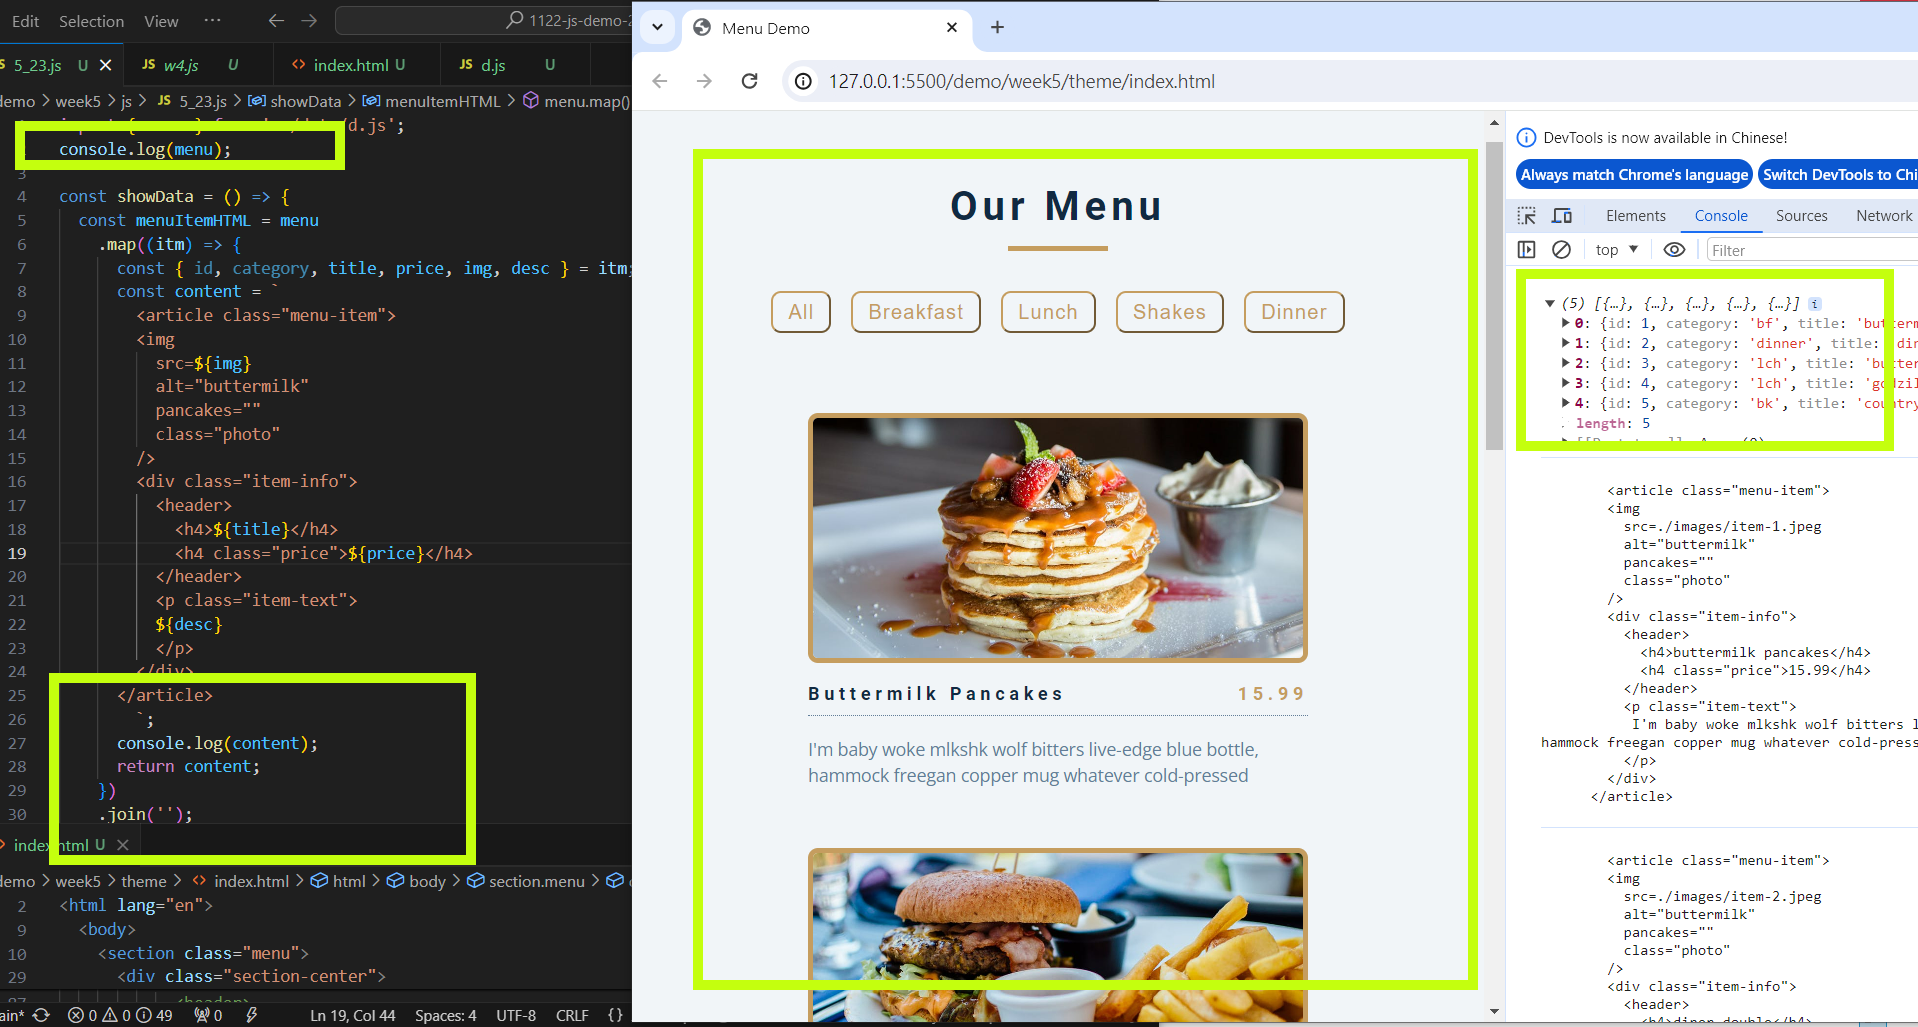 Edit Selection View ··· 1122-js-demo-2
5_23.js U
w4.js U
index.html U
d.js U
demo > week5 > js > JS 5_23.js > showData > menuItemHTML > menu.map()
d.js';
console.log(menu);
3
4 const showData = () => {
5 const menuItemHTML = menu
6 .map((itm) => {
7 const { id, category, title, price, img, desc } = itm;
8 const content = `
9 <article class="menu-item">
10 <img
11 src=${img}
12 alt="buttermilk"
13 pancakes=""
14 class="photo"
15 />
16 <div class="item-info">
17 <header>
18 <h4>${title}</h4>
19 <h4 class="price">${price}</h4>
20 </header>
21 <p class="item-text">
22 ${desc}
23 </p>
24 </div>
25 </article>
26 `;
27 console.log(content);
28 return content;
29 })
30 .join('');
index.html U
demo > week5 > theme > index.html > html > body > section.menu >
2 <html lang="en">
9 <body>
10 <section class="menu">
29 <div class="section-center">
<header>
ain* 0 0 49 0 Ln 19, Col 44 Spaces: 4 UTF-8 CRLF {}
Menu Demo
127.0.0.1:5500/demo/week5/theme/index.html
Our Menu
All Breakfast Lunch Shakes Dinner
Buttermilk Pancakes 15.99
I'm baby woke mlkshk wolf bitters live-edge blue bottle,
hammock freegan copper mug whatever cold-pressed
DevTools is now available in Chinese!
Always match Chrome's language Switch DevTools to Chi
Elements Console Sources Network
top Filter
(5) [{…}, {…}, {…}, {…}, {…}] i
0: {id: 1, category: 'bf', title: 'butterm
1: {id: 2, category: 'dinner', title: 'din
2: {id: 3, category: 'lch', title: 'butter
3: {id: 4, category: 'lch', title: 'godzil
4: {id: 5, category: 'bk', title: 'country
length: 5
<article class="menu-item">
<img
src=./images/item-1.jpeg
alt="buttermilk"
pancakes=""
class="photo"
/>
<div class="item-info">
<header>
<h4>buttermilk pancakes</h4>
<h4 class="price">15.99</h4>
</header>
<p class="item-text">
I'm baby woke mlkshk wolf bitters l
hammock freegan copper mug whatever cold-press
</p>
</div>
</article>
<article class="menu-item">
<img
src=./images/item-2.jpeg
alt="buttermilk"
pancakes=""
class="photo"
/>
<div class="item-info">
<header>
<h4>diner double</h4>